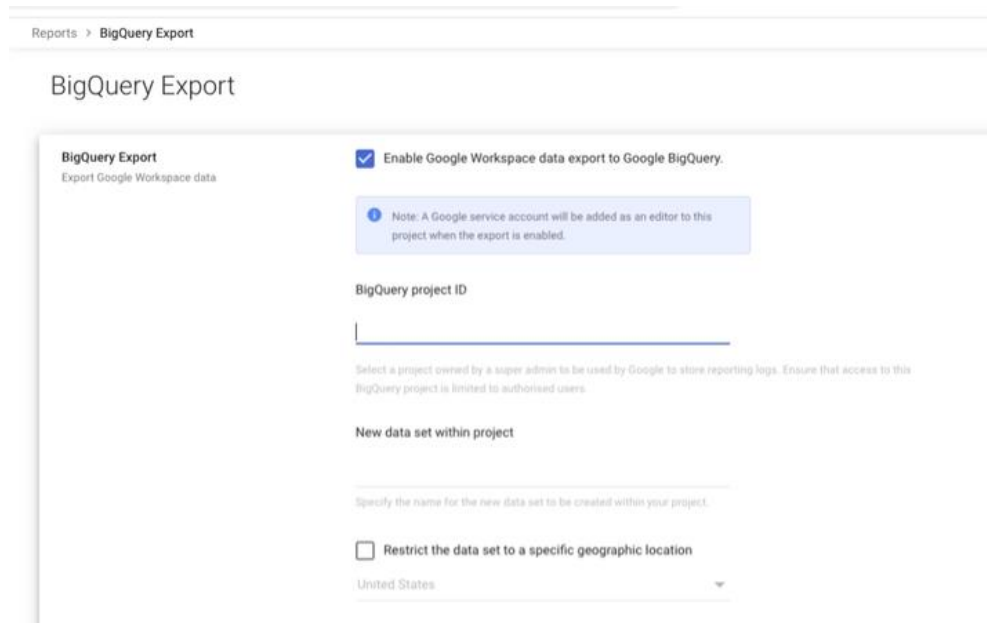 Reports > BigQuery Export
BigQuery Export
BigQuery Export
Export Google Workspace data
Enable Google Workspace data export to Google BigQuery.
Note: A Google service account will be added as an editor to this
project when the export is enabled.
BigQuery project ID
Select a project owned by a super admin to be used by Google to store reporting logs. Ensure that access to this
BigQuery project is limited to authorised users
New data set within project
Specify the name for the new data set to be created within your project.
Restrict the data set to a specific geographic location
United States